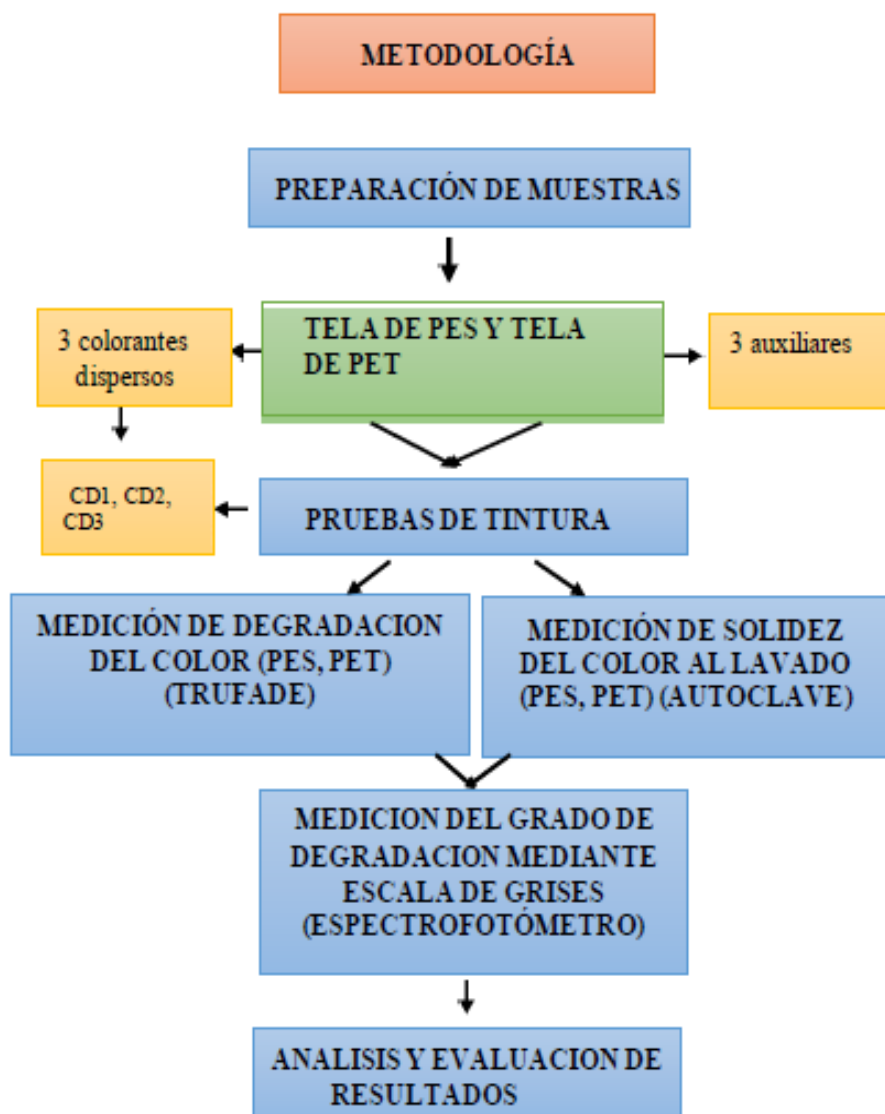 METODOLOGÍA
PREPARACIÓN DE MUESTRAS
3 colorantes
dispersos
TELA DE PES Y TELA
DE PET
3 auxiliares
CD1, CD2,
CD3
PRUEBAS DE TINTURA
MEDICIÓN DE DEGRADACION
DEL COLOR (PES, PET)
(TRUFADE)
MEDICIÓN DE SOLIDEZ
DEL COLOR AL LAVADO
(PES, PET) (AUTOCLAVE)
MEDICION DEL GRADO DE
DEGRADACION MEDIANTE
ESCALA DE GRISES
(ESPECTROFOTÓMETRO)
ANALISIS Y EVALUACION DE
RESULTADOS